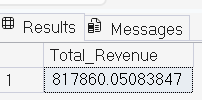 Results Messages
Total_Revenue
1 817860.05083847